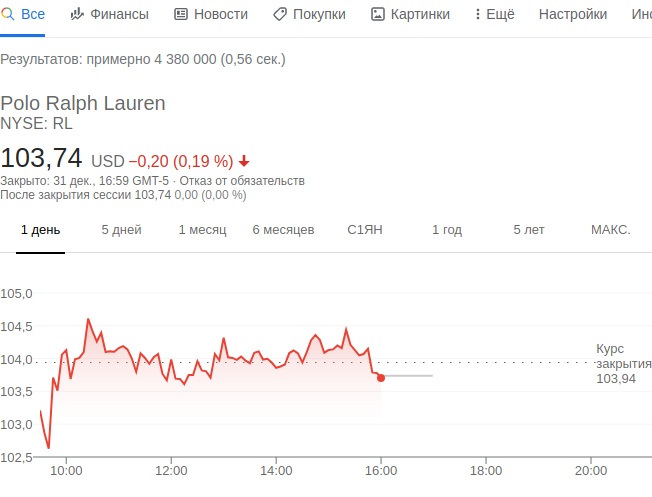 Все Финансы Новости Покупки Картинки Ещё Настройки Инс
Результатов: примерно 4 380 000 (0,56 сек.)
Polo Ralph Lauren
NYSE: RL
103,74 USD −0,20 (0,19 %)
Закрыто: 31 дек., 16:59 GMT-5 · Отказ от обязательств
После закрытия сессии 103,74 0,00 (0,00 %)
1 день 5 дней 1 месяц 6 месяцев С1ЯН 1 год 5 лет МАКС.
105,0
104,5
104,0
103,5
103,0
102,5
Курс
закрытия
103,94
10:00 12:00 14:00 16:00 18:00 20:00